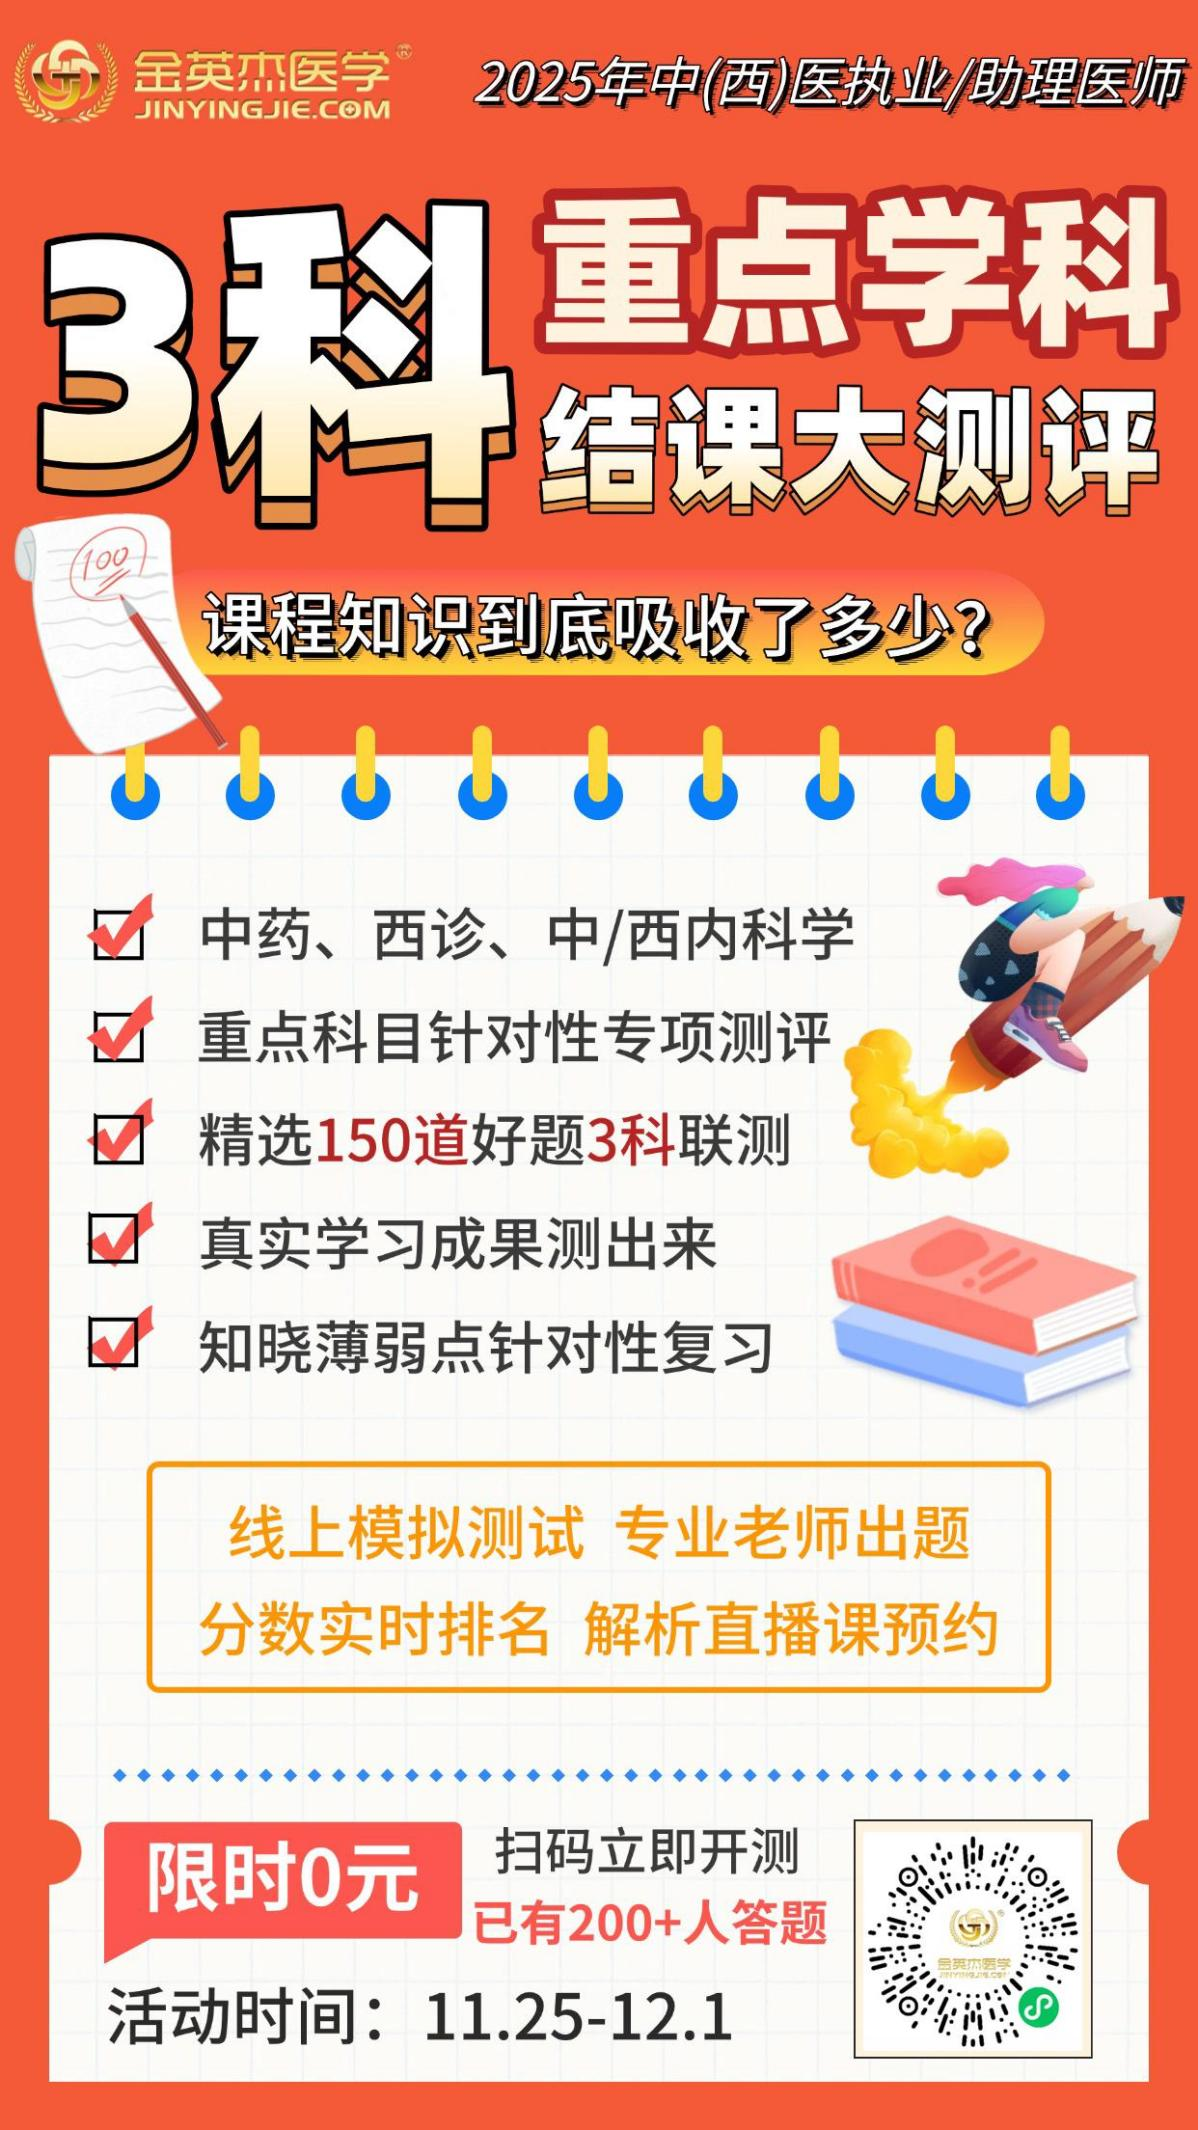 金英杰医学®
JINYINGJIE.COM
2025年中(西)医执业/助理医师
3科
重点学科
结课大测评
100
课程知识到底吸收了多少?
中药、西诊、中/西内科学
重点科目针对性专项测评
精选150道好题3科联测
真实学习成果测出来
知晓薄弱点针对性复习
线上模拟测试 专业老师出题
分数实时排名 解析直播课预约
限时0元
扫码立即开测
已有200+人答题
活动时间：11.25-12.1
金英杰医学
JINYINGJIE.COM